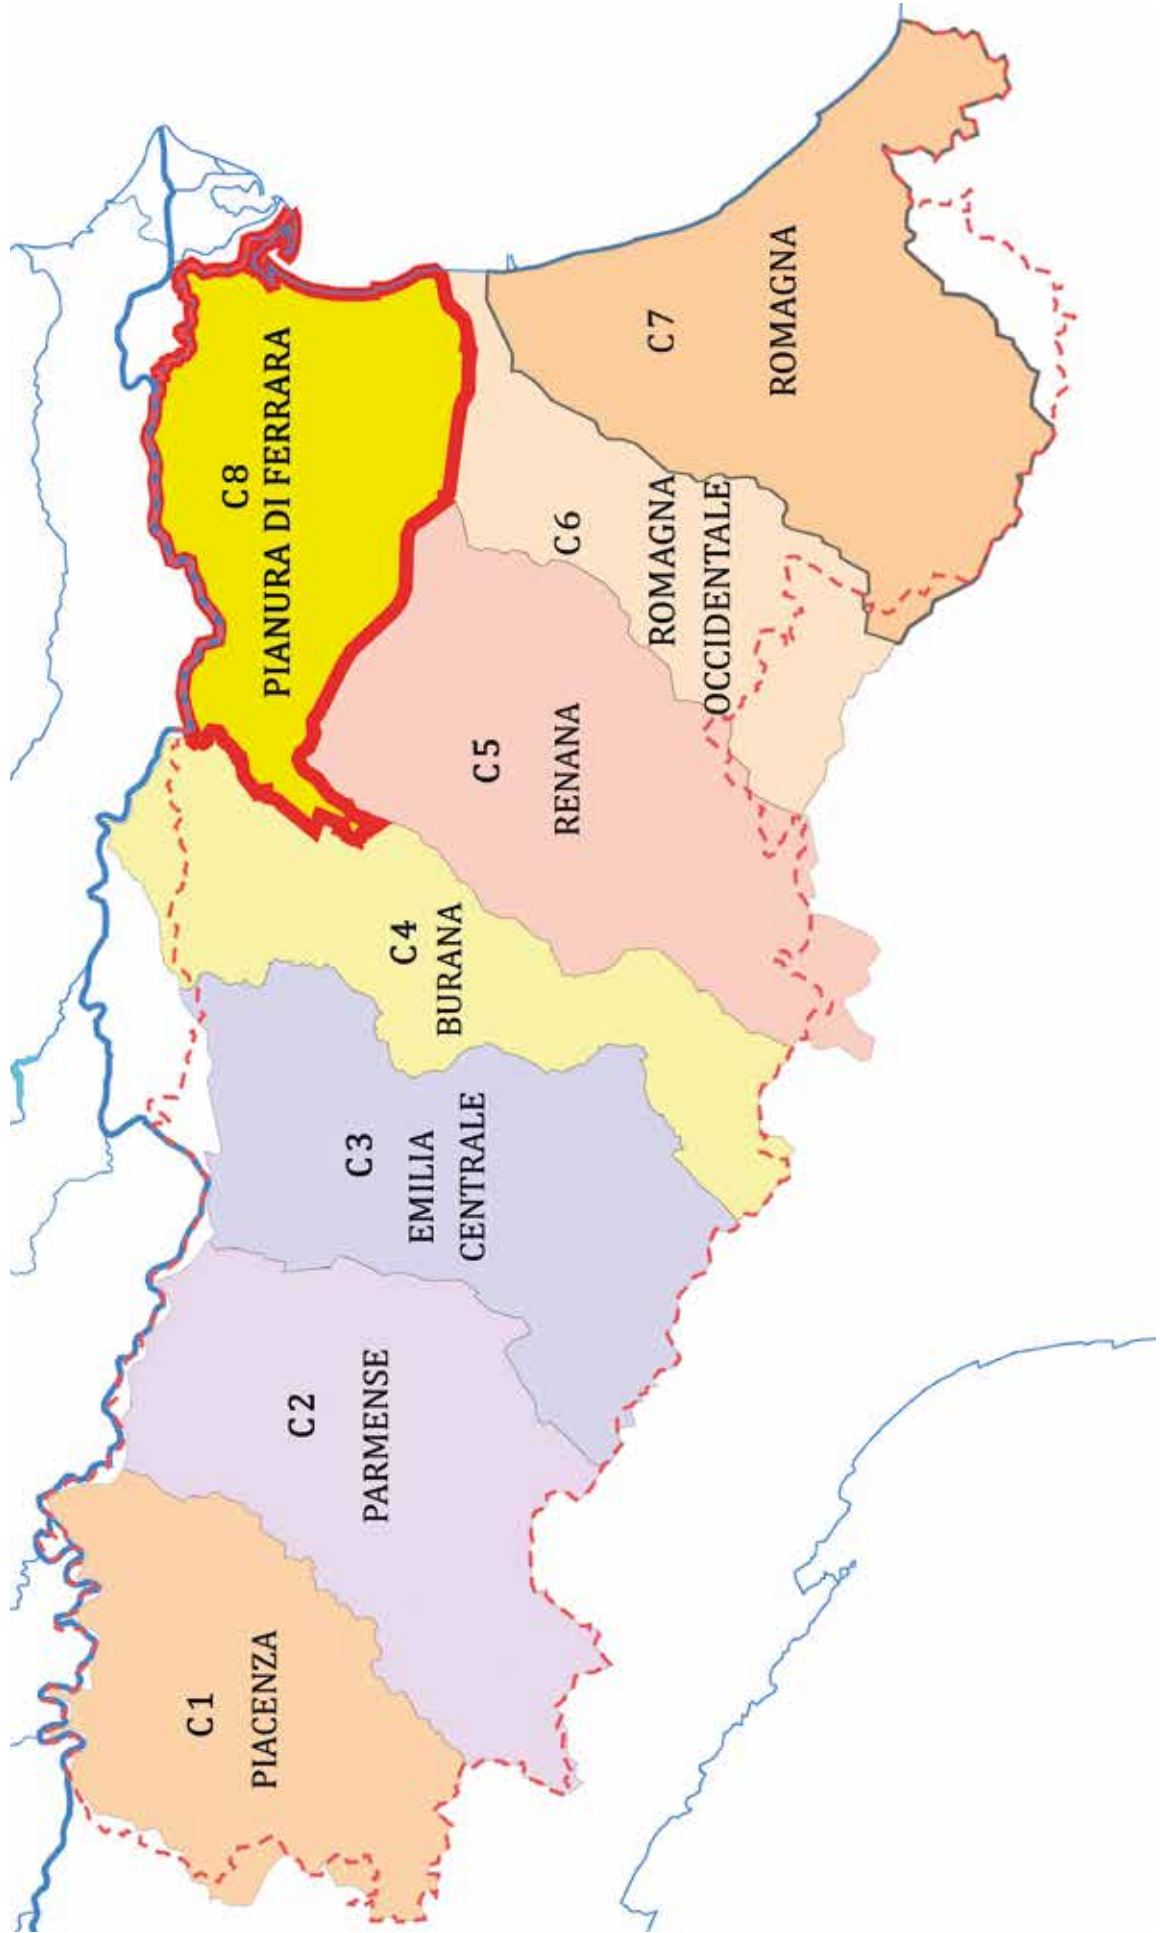 C1
PIACENZA
C2
PARMENSE
C3
EMILIA
CENTRALE
C4
BURANA
C5
RENANA
C8
PIANURA DI FERRARA
C6
ROMAGNA
OCCIDENTALE
C7
ROMAGNA